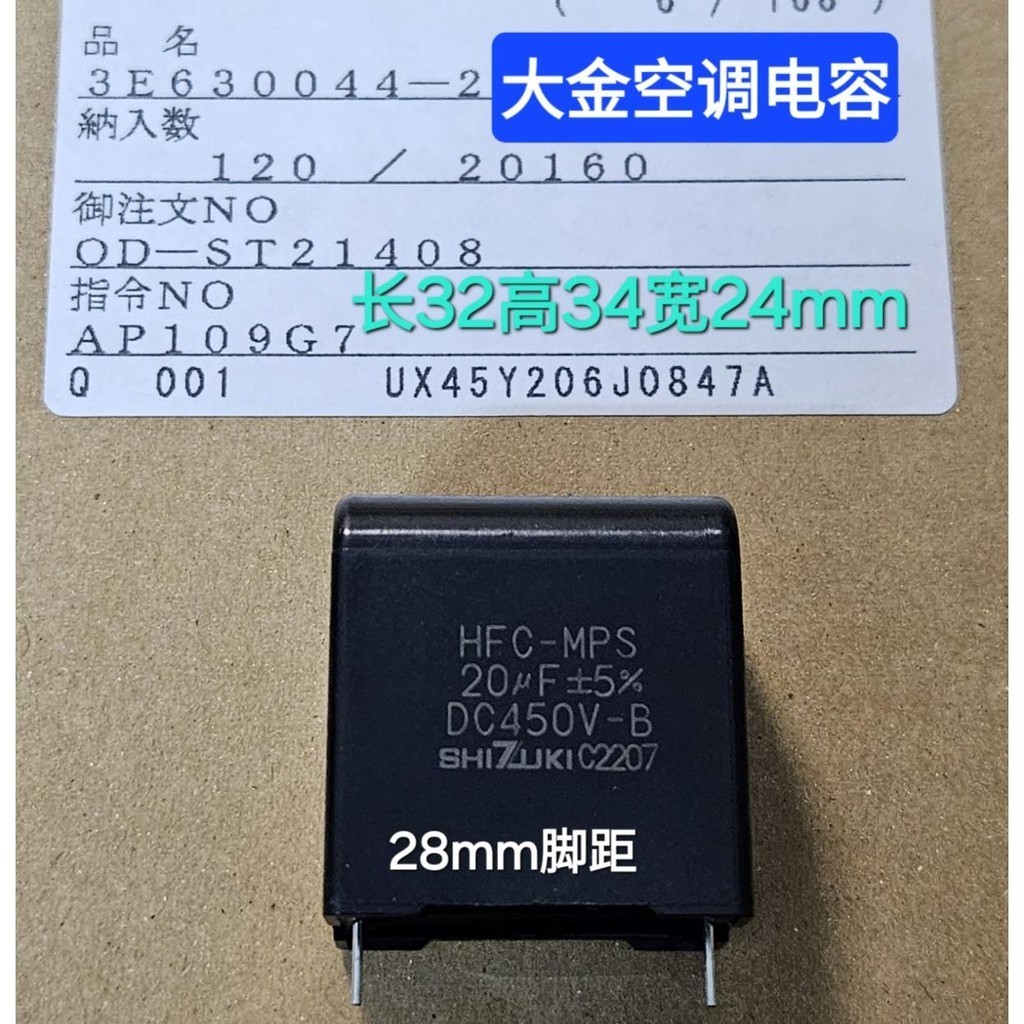 品 名
3E630044-2
大金空调电容
納入数
120 / 20160
御注文NO
OD-ST21408
指令NO
长32高34宽24mm
AP109G7
Q 001 UX45Y206J0847A
HFC-MPS
20μF±5%
DC450V-B
SHIZUKI C2207
28mm脚距